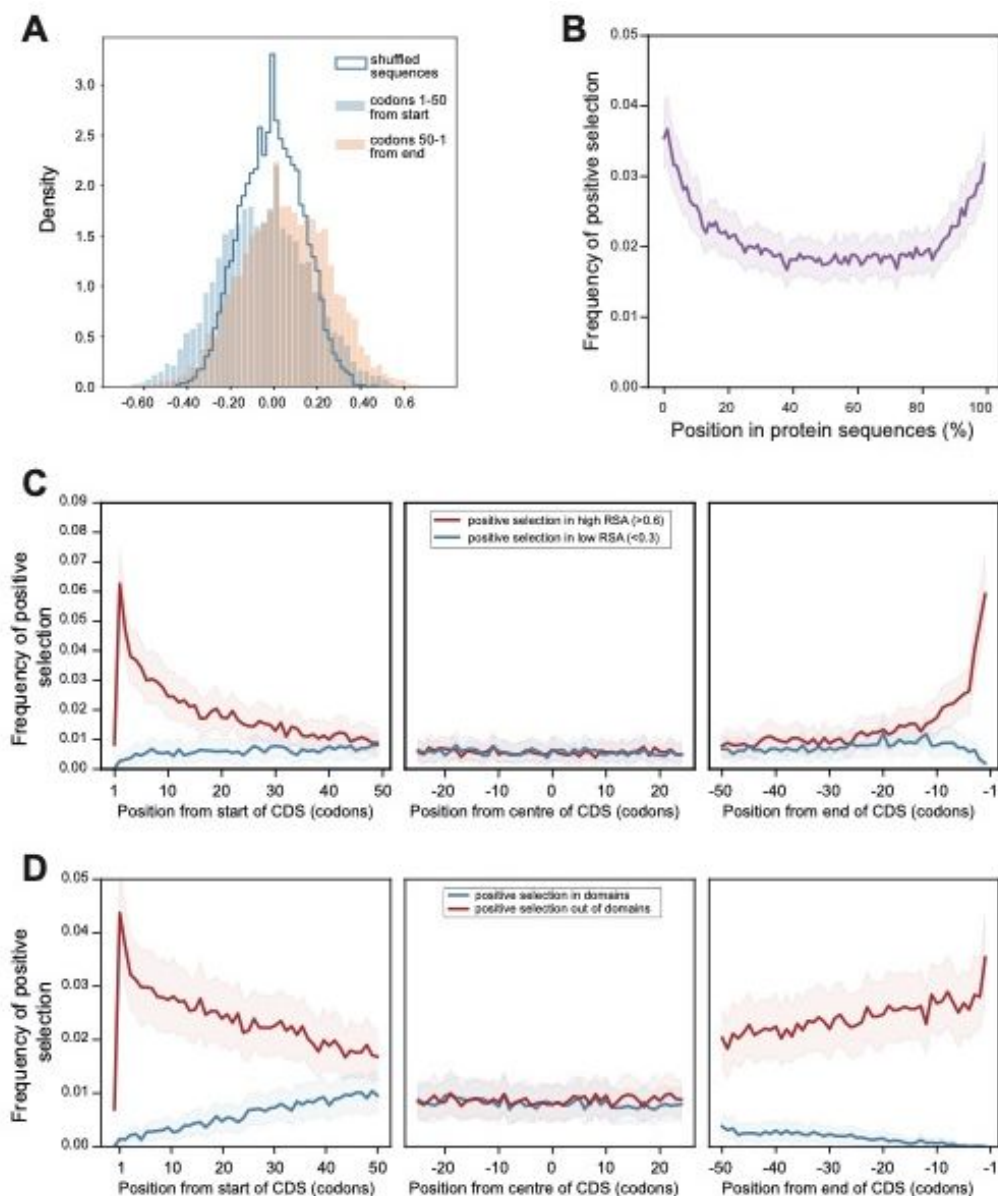 A
shuffled
sequences
codons 1-50
from start
codons 50-1
from end
Density
3.0
2.5
2.0
1.5
1.0
0.5
0.0
-0.60 -0.40 -0.20 0.00 0.20 0.40 0.6
B
Frequency of positive selection
0.05
0.04
0.03
0.02
0.01
0.00
0 20 40 60 80 100
Position in protein sequences (%)
C
Frequency of positive
selection
0.09
0.08
0.07
0.06
0.05
0.04
0.03
0.02
0.01
0.00
1 10 20 30 40 50
Position from start of CDS (codons)
positive selection in high RSA (>0.6)
positive selection in low RSA (<0.3)
-20 -10 0 10 20
Position from centre of CDS (codons)
-50 -40 -30 -20 -10 -1
Position from end of CDS (codons)
D
Frequency of positive
selection
0.05
0.04
0.03
0.02
0.01
0.00
1 10 20 30 40 50
Position from start of CDS (codons)
positive selection in domains
positive selection out of domains
-20 -10 0 10 20
Position from centre of CDS (codons)
-50 -40 -30 -20 -10 -1
Position from end of CDS (codons)